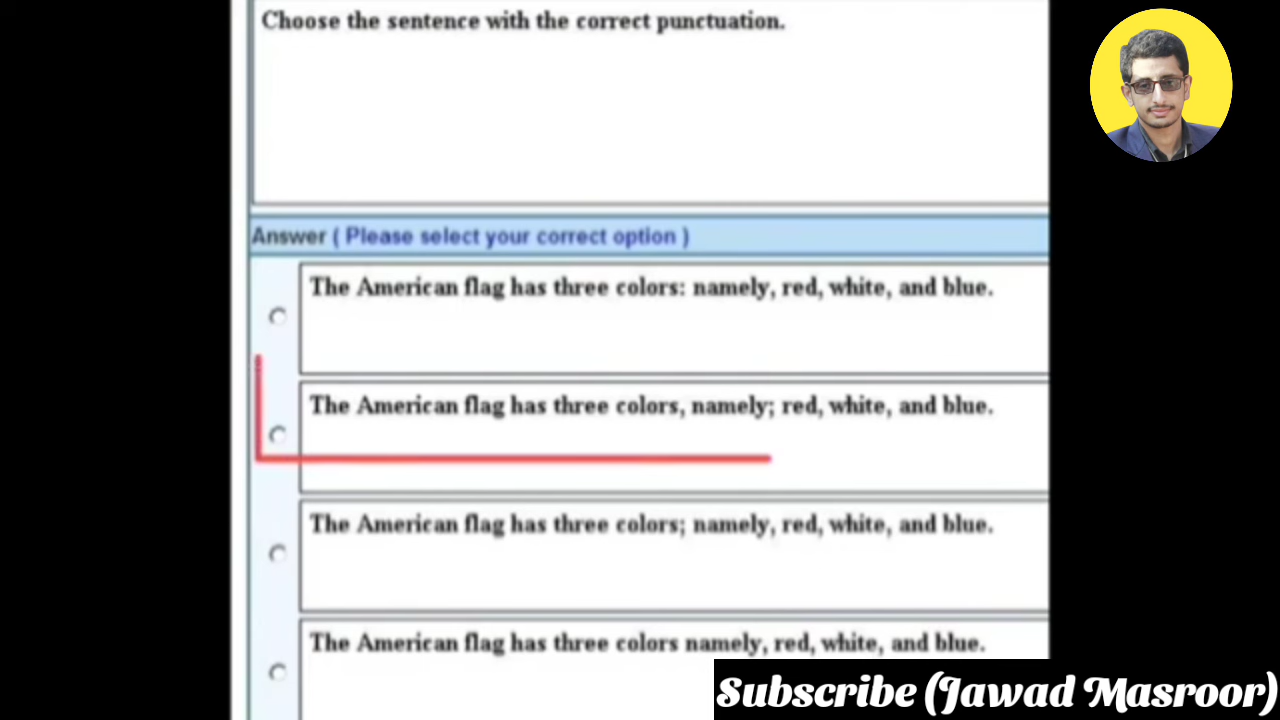 Choose the sentence with the correct punctuation.
Answer ( Please select your correct option )
The American flag has three colors: namely, red, white, and blue.
The American flag has three colors, namely; red, white, and blue.
The American flag has three colors; namely, red, white, and blue.
The American flag has three colors namely, red, white, and blue.
Subscribe (Jawad Masroor)